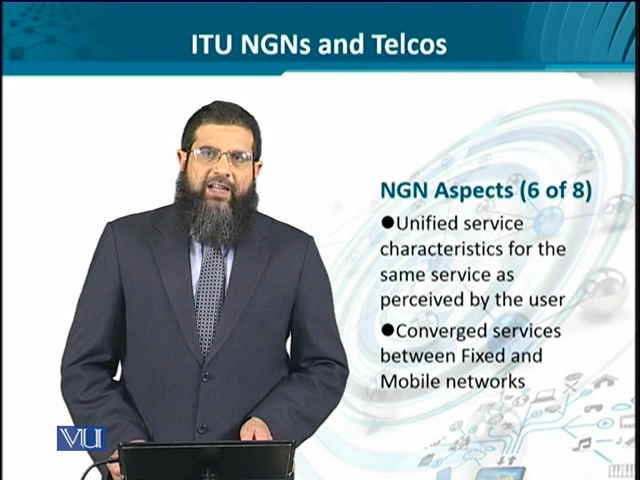 ITU NGNs and Telcos
NGN Aspects (6 of 8)
●Unified service
characteristics for the
same service as
perceived by the user
●Converged services
between Fixed and
Mobile networks
VU